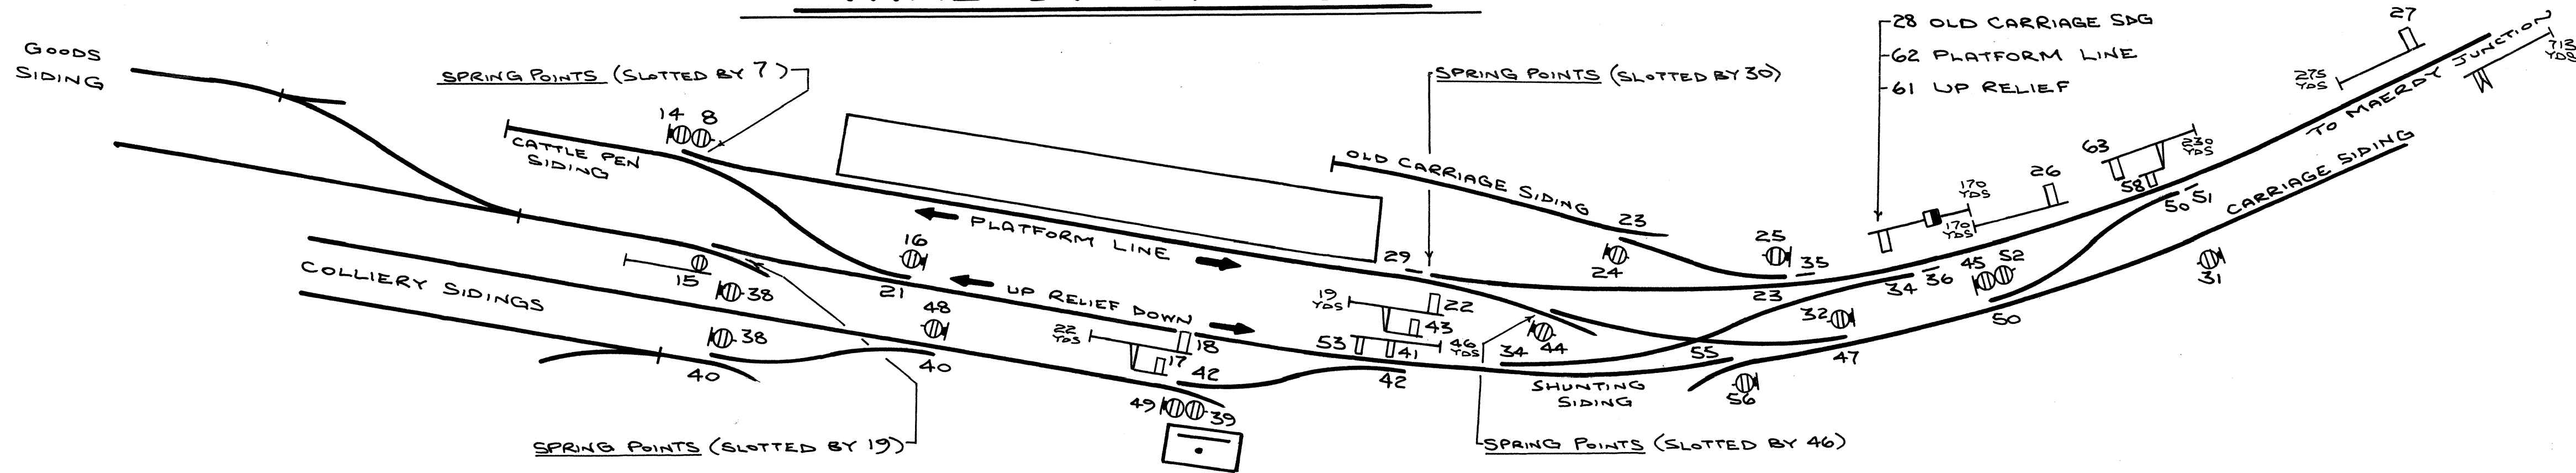 GOODS
SIDING
SPRING POINTS (SLOTTED BY 7)
14 8
CATTLE PEN
SIDING
SPRING POINTS (SLOTTED BY 30)
28 OLD CARRIAGE SDG
62 PLATFORM LINE
61 UP RELIEF
27
275
YDS
713
YDS
TO MAERDY JUNCTION
OLD CARRIAGE SIDING
23
24
25
35
170
YDS
170
YDS
26
63
58
230
YDS
50 51
CARRIAGE SIDING
PLATFORM LINE
16
21
29
23
34 36
45 52
31
COLLIERY SIDINGS
15
38
UP RELIEF DOWN
48
19
YDS
22
43
32
50
38
40
40
22
YDS
18
17
42
53
41
46
YDS
34
44
55
47
42
SHUNTING
SIDING
56
49
39
SPRING POINTS (SLOTTED BY 19)
SPRING POINTS (SLOTTED BY 46)